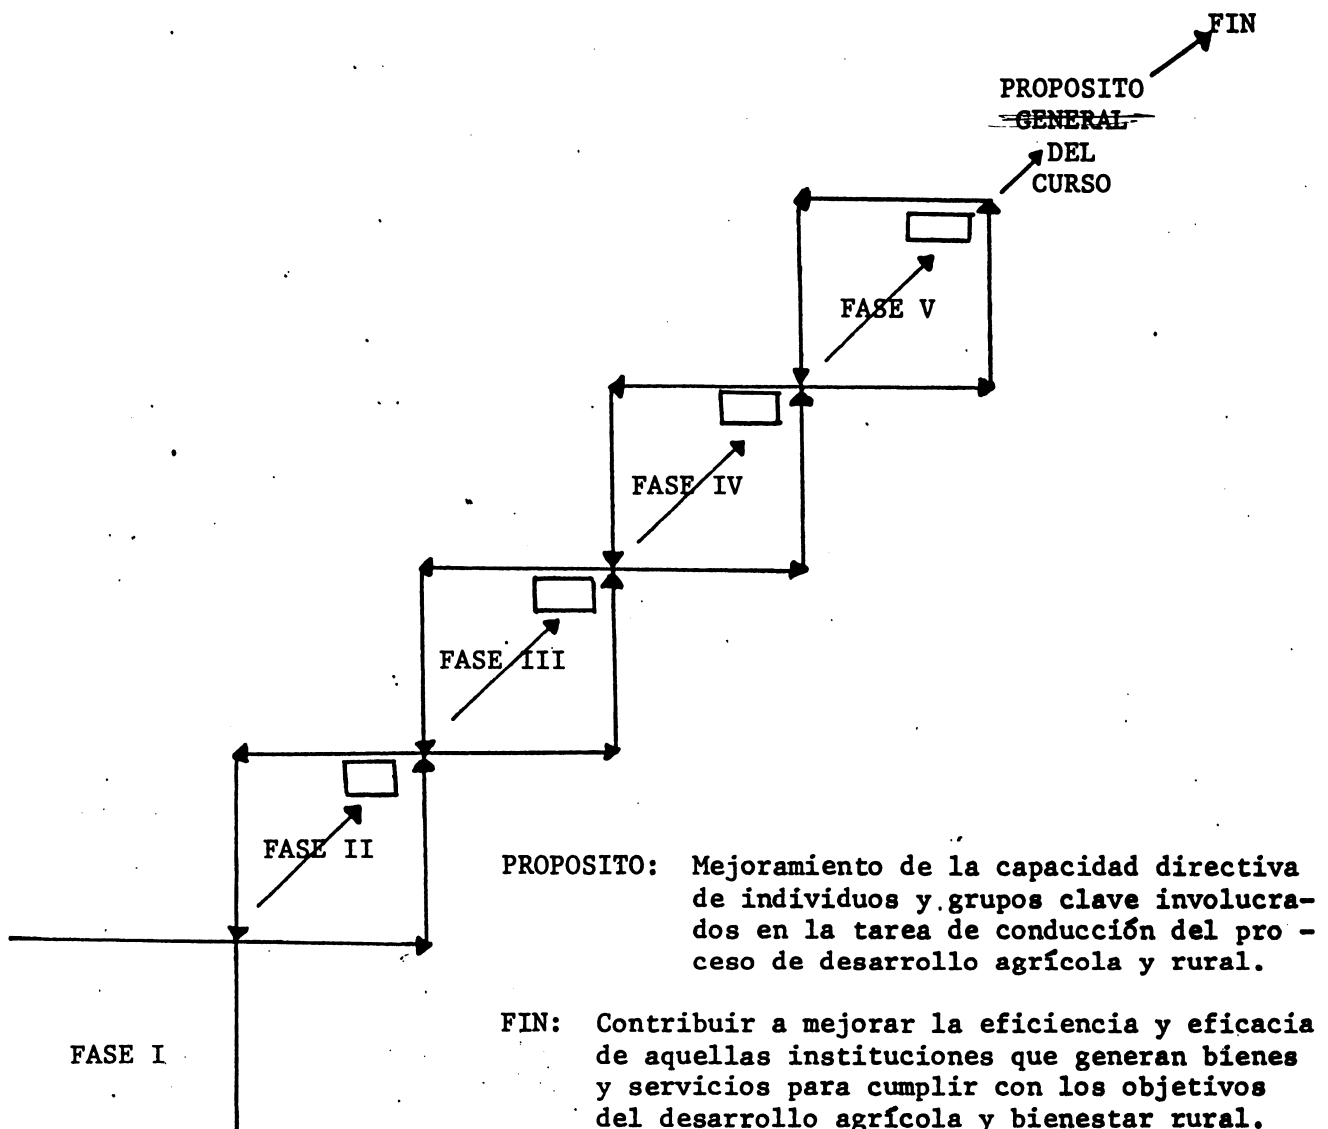 FIN
PROPOSITO
GENERAL
DEL
CURSO
FASE V
FASE IV
FASE III
FASE II
PROPOSITO: Mejoramiento de la capacidad directiva
de individuos y grupos clave involucra-
dos en la tarea de conducción del pro -
ceso de desarrollo agrícola y rural.
FIN: Contribuir a mejorar la eficiencia y eficacia
FASE I
de aquellas instituciones que generan bienes
y servicios para cumplir con los objetivos
del desarrollo agrícola y bienestar rural.